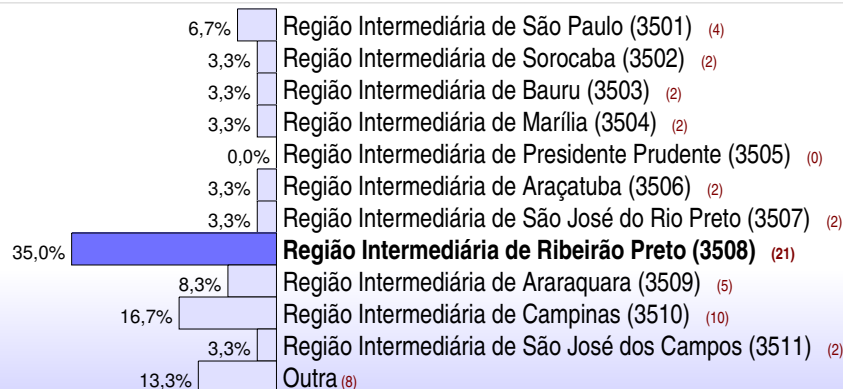 6,7% Região Intermediária de São Paulo (3501) (4)
3,3% Região Intermediária de Sorocaba (3502) (2)
3,3% Região Intermediária de Bauru (3503) (2)
3,3% Região Intermediária de Marília (3504) (2)
0,0% Região Intermediária de Presidente Prudente (3505) (0)
3,3% Região Intermediária de Araçatuba (3506) (2)
3,3% Região Intermediária de São José do Rio Preto (3507) (2)
35,0% Região Intermediária de Ribeirão Preto (3508) (21)
8,3% Região Intermediária de Araraquara (3509) (5)
16,7% Região Intermediária de Campinas (3510) (10)
3,3% Região Intermediária de São José dos Campos (3511) (2)
13,3% Outra (8)